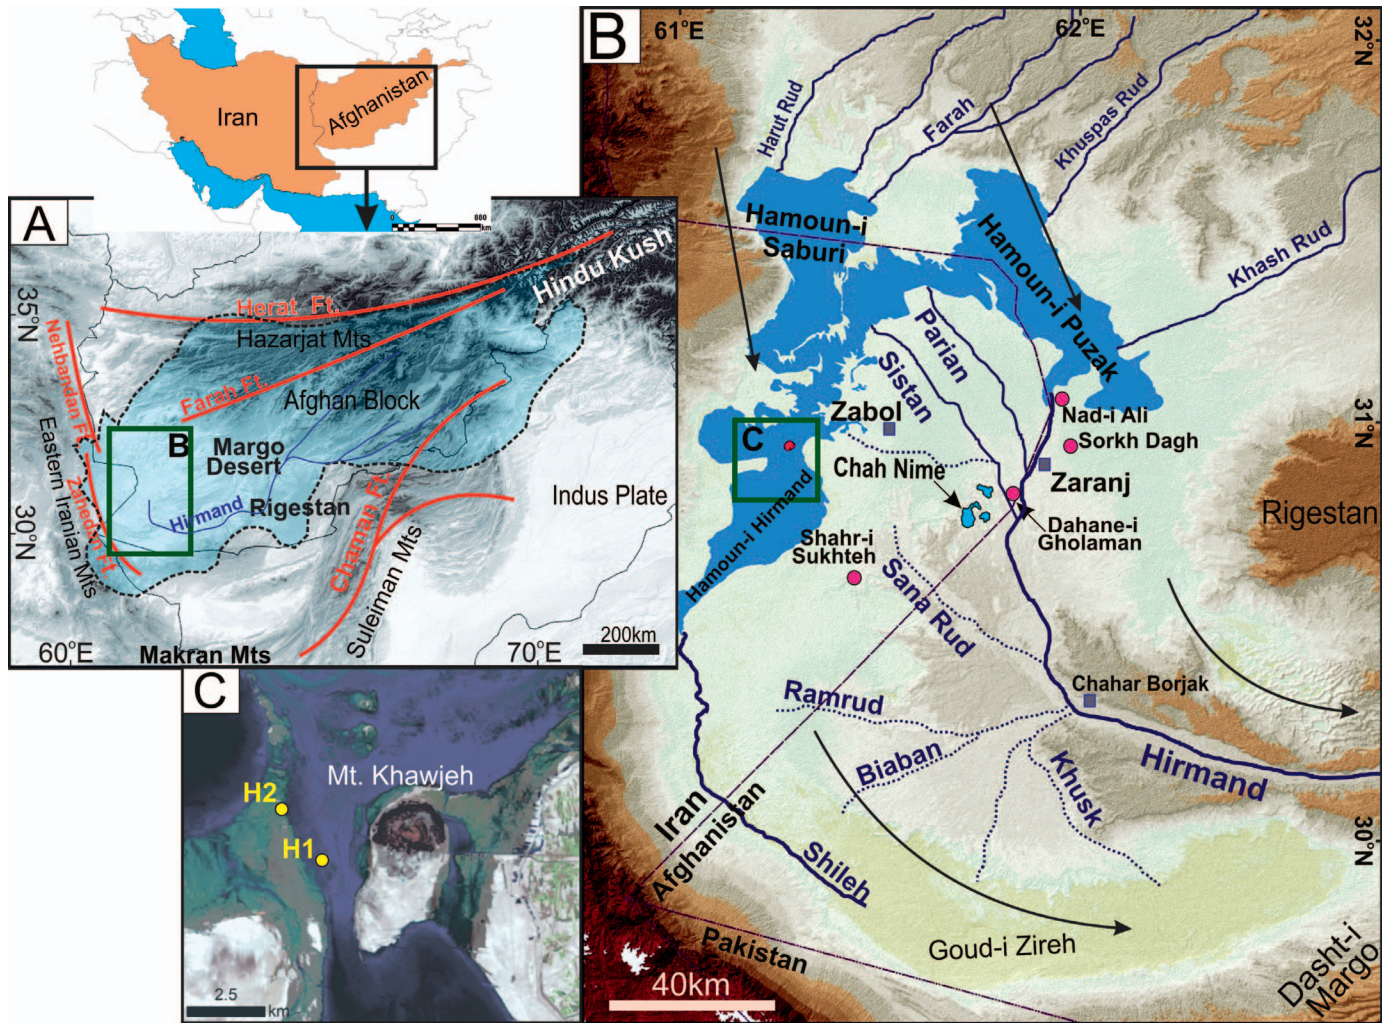 Iran
Afghanistan
0
880
km
A
Hindu Kush
35°N
Herat Ft.
Hazarjat Mts
Nehbandan Ft.
Farah Ft.
Afghan Block
B
Margo
Desert
Eastern Iranian Mts
Zahedan Ft.
Hirmand
Rigestan
Chaman Ft.
Indus Plate
30°N
Suleiman Mts
60°E
Makran Mts
70°E
200km
C
Mt. Khawjeh
H2
H1
2.5
km
B
61°E
62°E
32°N
Harut Rud
Farah
Khuspas Rud
Hamoun-i
Saburi
Hamoun-i Puzak
Khash Rud
Parian
Sistan
Zabol
Nad-i Ali
31°N
C
Sorkh Dagh
Chah Nime
Zaranj
Hamoun-i Hirmand
Dahane-i
Gholaman
Rigestan
Shahr-i
Sukhteh
Sana Rud
Ramrud
Chahar Borjak
Biaban
Khusk
Hirmand
Iran
Afghanistan
30°N
Shileh
Pakistan
Goud-i Zireh
Dasht-i
Margo
40km